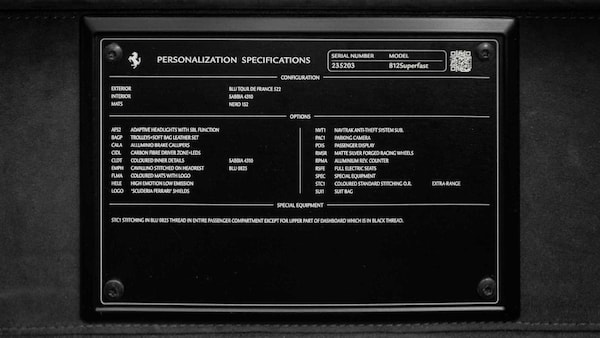 PERSONALIZATION SPECIFICATIONS
SERIAL NUMBER MODEL
235203 812Superfast
CONFIGURATION
EXTERIOR BLU TOUR DE FRANCE 522
INTERIOR SABBIA 4310
MATS NERO 152
OPTIONS
AFS2 ADAPTIVE HEADLIGHTS WITH SBL FUNCTION
BAGP TROLLEYS+SOFT BAG LEATHER SET
CALA ALLUMINIO BRAKE CALIPERS
CIDL CARBON FIBRE DRIVER ZONE+LEDS
CLDT COLOURED INNER DETAILS SABBIA 4310
EMPH CAVALLINO STITCHED ON HEADREST BLU 0825
FLMA COLOURED MATS WITH LOGO
HELE HIGH EMOTION LOW EMISSION
LOGO "SCUDERIA FERRARI" SHIELDS
NVT1 NAVTRAK ANTI-THEFT SYSTEM SUB.
PAC1 PARKING CAMERA
PDIS PASSENGER DISPLAY
RMSR MATTE SILVER FORGED RACING WHEELS
RPMA ALUMINIUM REV. COUNTER
RSFE FULL ELECTRIC SEATS
SPEC SPECIAL EQUIPMENT
STC1 COLOURED STANDARD STITCHING O.R. EXTRA-RANGE
SUI1 SUIT BAG
SPECIAL EQUIPMENT
STC1 STITCHING IN BLU 0825 THREAD IN ENTIRE PASSENGER COMPARTMENT EXCEPT FOR UPPER PART OF DASHBOARD WHICH IS IN BLACK THREAD.